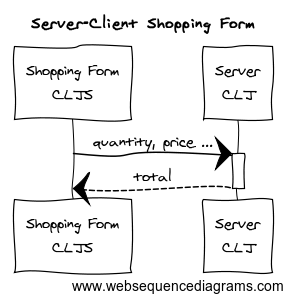 Server-Client Shopping Form
Shopping Form
CLJS
Server
CLJ
quantity, price ...
total
Shopping Form
CLJS
Server
CLJ
www.websequencediagrams.com